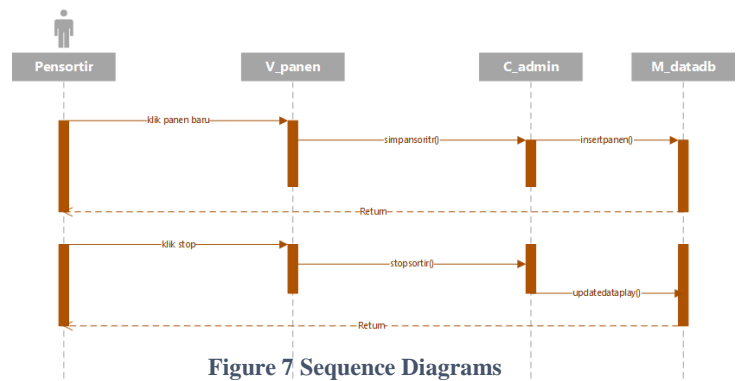 Pensortir
V_panen
C_admin
M_datadb
klik panen baru
simpansoritr()
insertpanen()
Return
klik stop
stopsortir()
updatedataplay()
Return
Figure 7 Sequence Diagrams